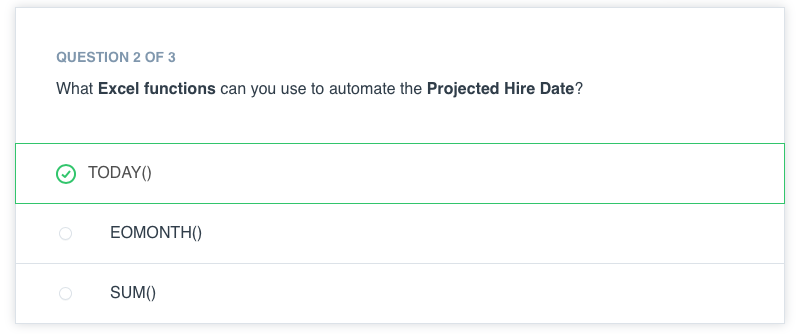 QUESTION 2 OF 3
What Excel functions can you use to automate the Projected Hire Date?
TODAY()
EOMONTH()
SUM()